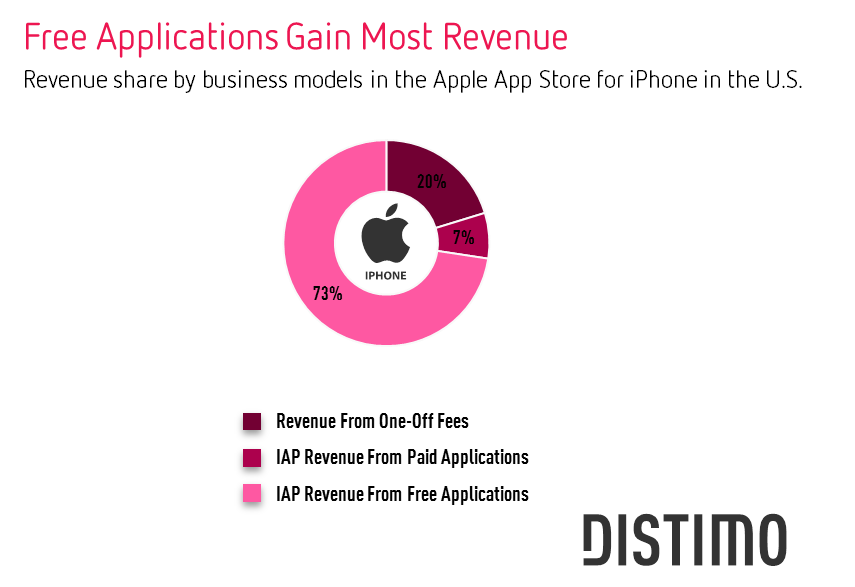 Free Applications Gain Most Revenue
Revenue share by business models in the Apple App Store for iPhone in the U.S.
20%
7%
IPHONE
73%
Revenue From One-Off Fees
IAP Revenue From Paid Applications
IAP Revenue From Free Applications
DISTIMO